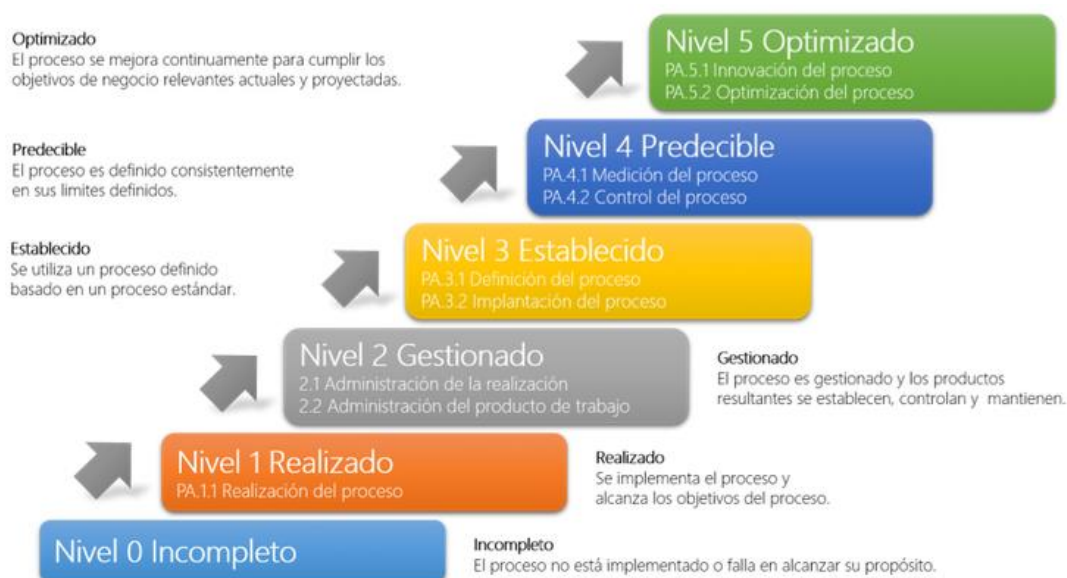 Optimizado
El proceso se mejora continuamente para cumplir los
objetivos de negocio relevantes actuales y proyectadas.
Nivel 5 Optimizado
PA.5.1 Innovación del proceso
PA.5.2 Optimización del proceso
Predecible
El proceso es definido consistentemente
en sus limites definidos.
Nivel 4 Predecible
PA.4.1 Medición del proceso
PA.4.2 Control del proceso
Establecido
Se utiliza un proceso definido
basado en un proceso estándar.
Nivel 3 Establecido
PA.3.1 Definición del proceso
PA.3.2 Implantación del proceso
Nivel 2 Gestionado
2.1 Administración de la realización
2.2 Administración del producto de trabajo
Gestionado
El proceso es gestionado y los productos
resultantes se establecen, controlan y mantienen.
Nivel 1 Realizado
PA.1.1 Realización del proceso
Realizado
Se implementa el proceso y
alcanza los objetivos del proceso.
Nivel 0 Incompleto
Incompleto
El proceso no está implementado o falla en alcanzar su propósito.